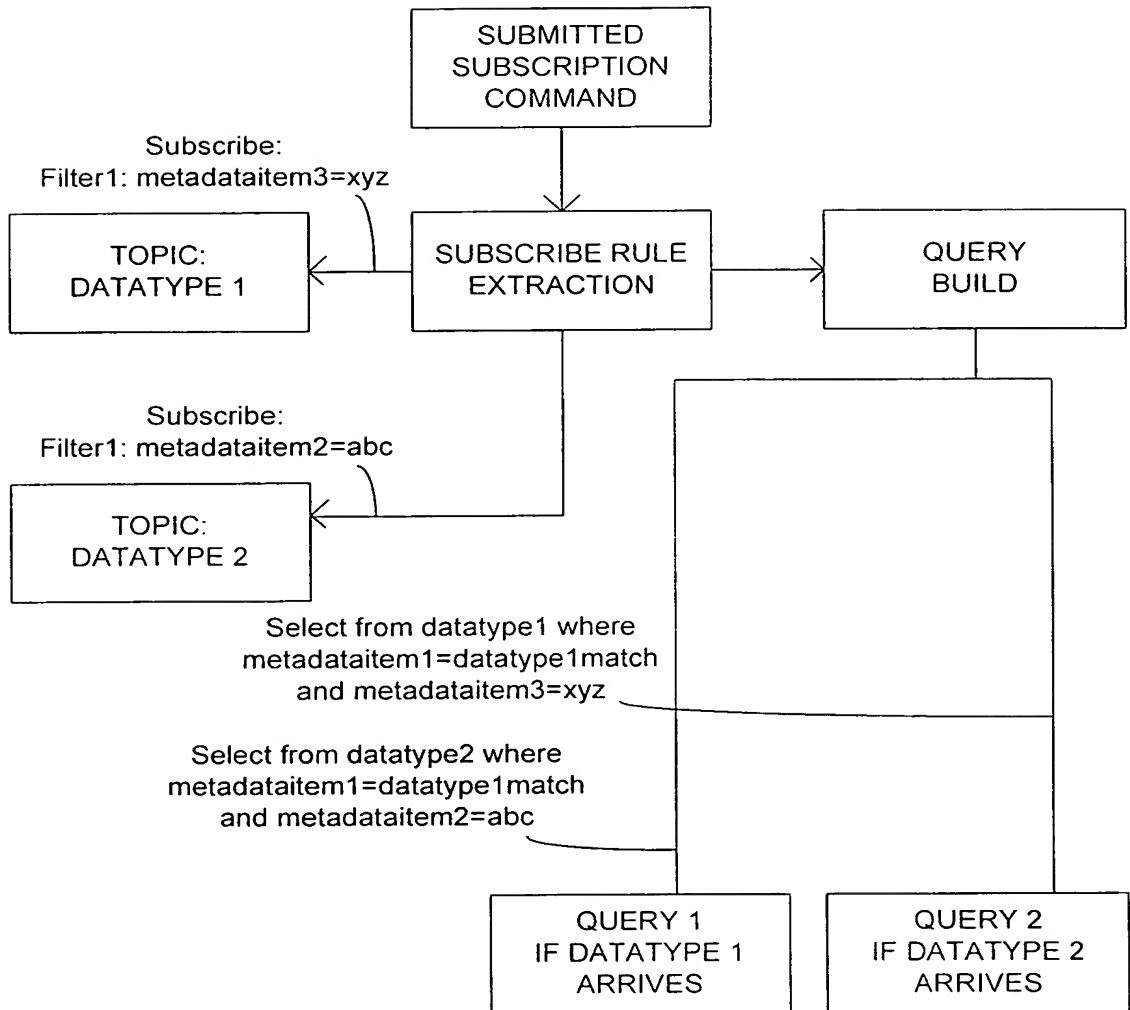 SUBMITTED
SUBSCRIPTION
COMMAND
Subscribe:
Filter1: metadataitem3=xyz
TOPIC:
DATATYPE 1
SUBSCRIBE RULE
EXTRACTION
QUERY
BUILD
Subscribe:
Filter1: metadataitem2=abc
TOPIC:
DATATYPE 2
Select from datatype1 where
metadataitem1=datatype1match
and metadataitem3=xyz
Select from datatype2 where
metadataitem1=datatype1match
and metadataitem2=abc
QUERY 1
IF DATATYPE 1
ARRIVES
QUERY 2
IF DATATYPE 2
ARRIVES